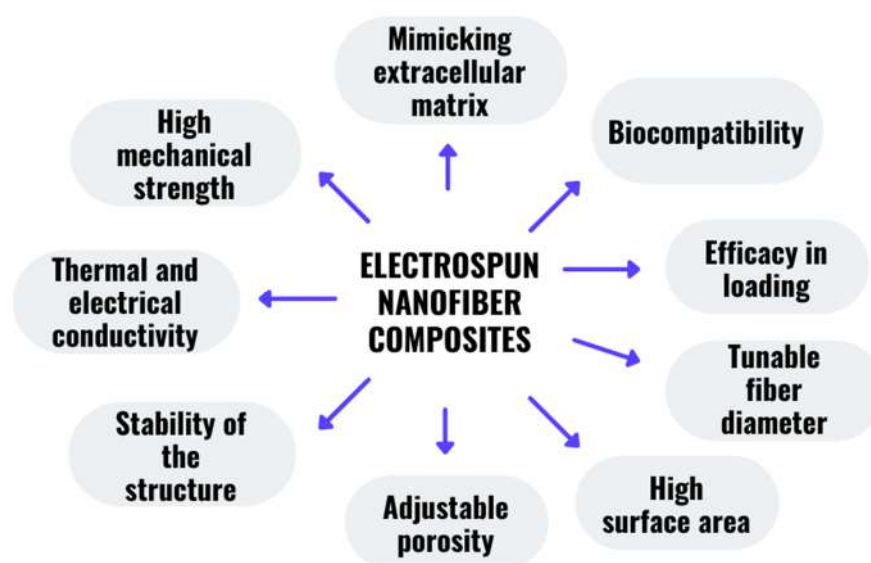 Mimicking
extracellular
matrix
High
mechanical
strength
Biocompatibility
Thermal and
electrical
conductivity
ELECTROSPUN
NANOFIBER
COMPOSITES
Efficacy in
loading
Tunable
fiber
diameter
Stability of
the
structure
Adjustable
porosity
High
surface area